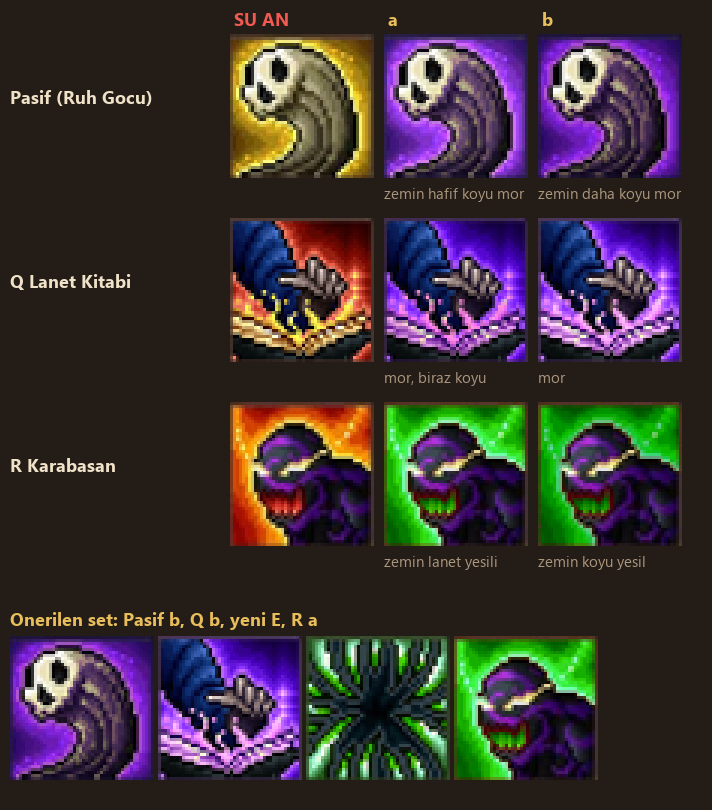 SU AN
a
b
Pasif (Ruh Gocu)
zemin hafif koyu mor
zemin daha koyu mor
Q Lanet Kitabi
mor, biraz koyu
mor
R Karabasan
zemin lanet yesili
zemin koyu yesil
Onerilen set: Pasif b, Q b, yeni E, R a